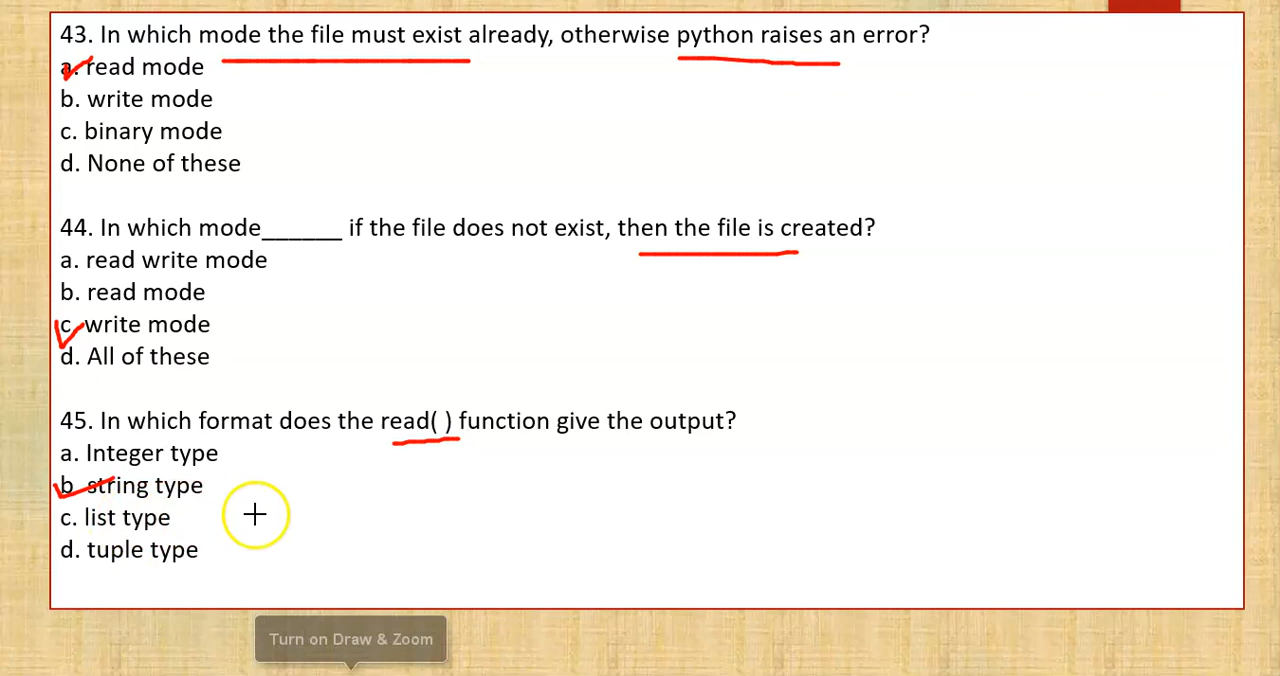 43. In which mode the file must exist already, otherwise python raises an error?
a. read mode
b. write mode
c. binary mode
d. None of these
44. In which mode______ if the file does not exist, then the file is created?
a. read write mode
b. read mode
c. write mode
d. All of these
45. In which format does the read( ) function give the output?
a. Integer type
b. string type
c. list type
d. tuple type
Turn on Draw & Zoom